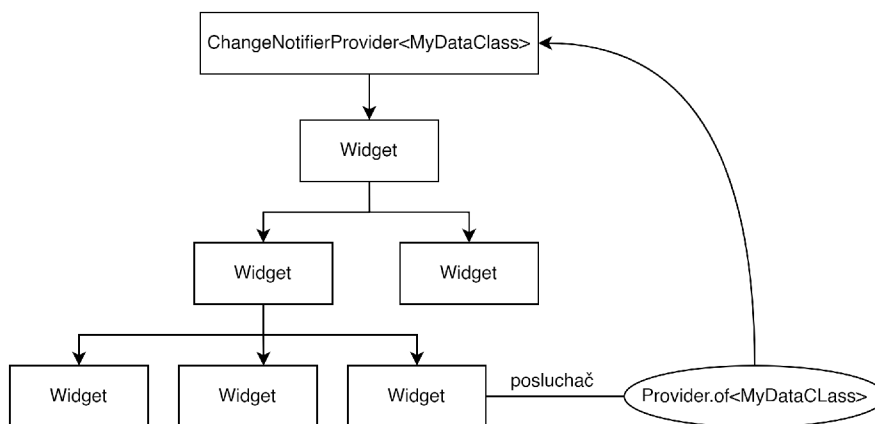 ChangeNotifierProvider<MyDataClass>
Widget
Widget
Widget
Widget
Widget
Widget
posluchač
Provider.of<MyDataCLass>